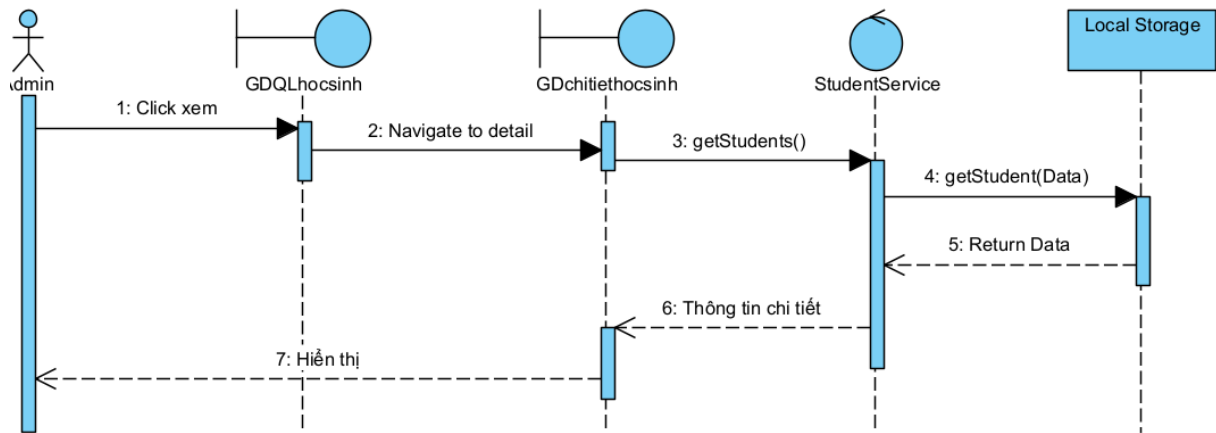 Local Storage
\dmin
GDQLhocsinh
GDchitiethocsinh
StudentService
1: Click xem
2: Navigate to detail
3: getStudents()
4: getStudent(Data)
5: Return Data
6: Thông tin chi tiết
7: Hiển thị